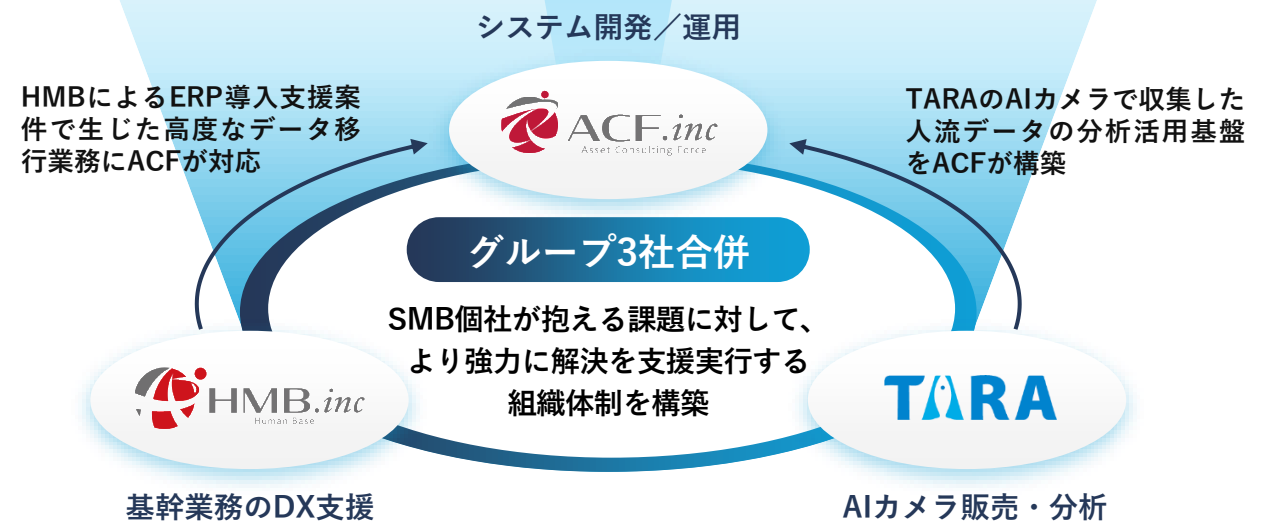 システム開発／運用
HMBによるERP導入支援案
件で生じた高度なデータ移
行業務にACFが対応
ACF.inc
Asset Consulting Force
TARAのAIカメラで収集した
人流データの分析活用基盤
をACFが構築
グループ3社合併
SMB個社が抱える課題に対して、
より強力に解決を支援実行する
組織体制を構築
HMB.inc
Human Base
TARA
基幹業務のDX支援
AIカメラ販売・分析